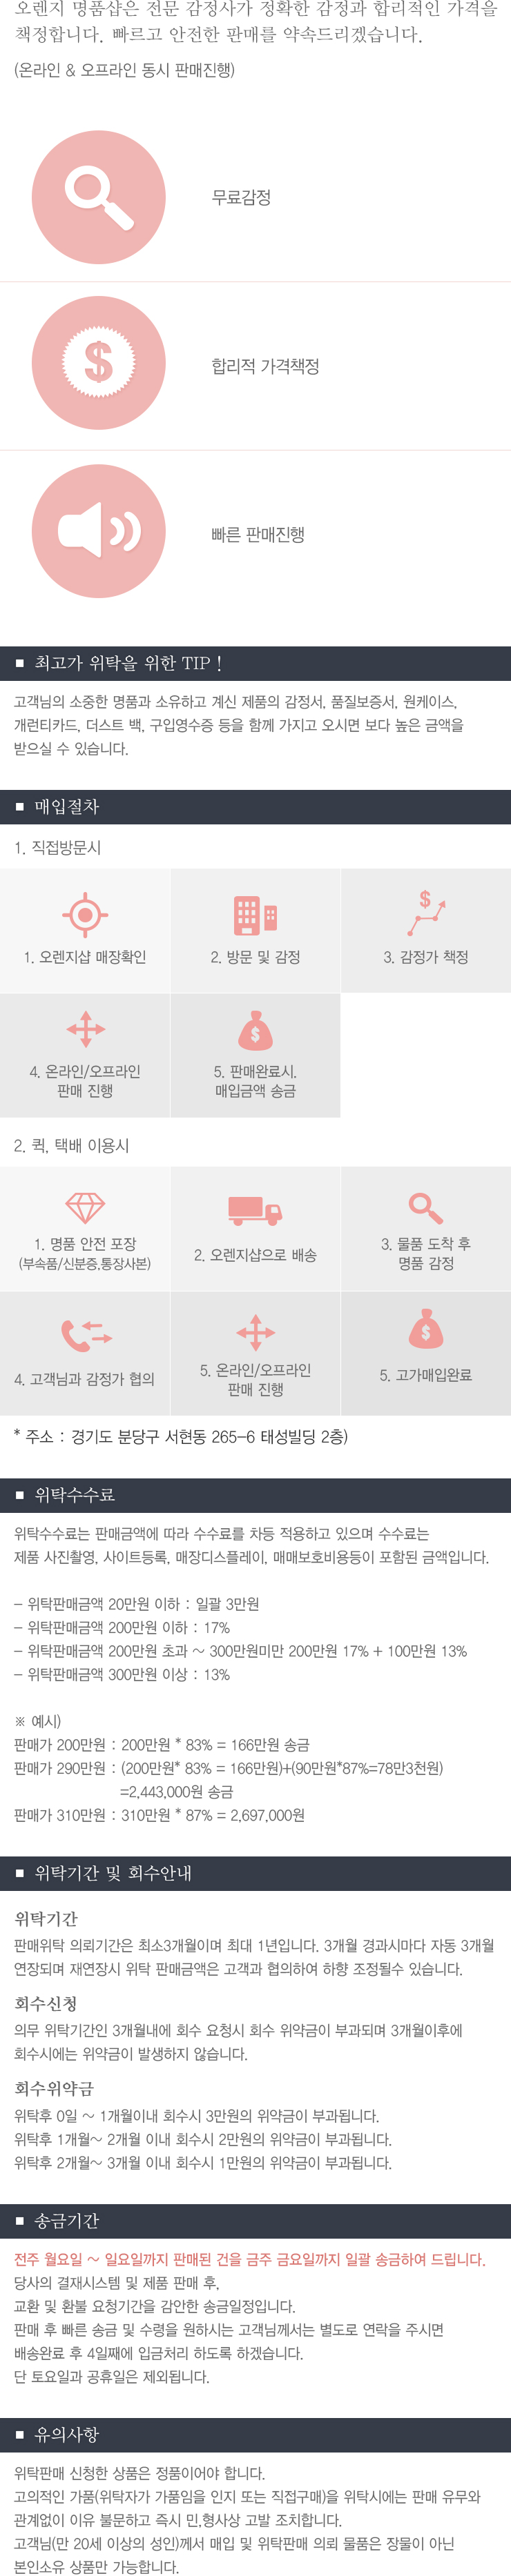 오렌지 명품샵은 전문 감정사가 정확한 감정과 합리적인 가격을
책정합니다. 빠르고 안전한 판매를 약속드리겠습니다.
(온라인 & 오프라인 동시 판매진행)
무료감정
$
합리적 가격책정
빠른 판매진행
■ 최고가 위탁을 위한 TIP !
고객님의 소중한 명품과 소유하고 계신 제품의 감정서, 품질보증서, 원케이스,
개런티카드, 더스트 백, 구입영수증 등을 함께 가지고 오시면 보다 높은 금액을
받으실 수 있습니다.
■ 매입절차
1. 직접방문시
$
1. 오렌지샵 매장확인
2. 방문 및 감정
3. 감정가 책정
$
4. 온라인/오프라인
판매 진행
5. 판매완료시,
매입금액 송금
2. 퀵, 택배 이용시
1. 명품 안전 포장
(부속품/신분증,통장사본)
2. 오렌지샵으로 배송
3. 물품 도착 후
명품 감정
$
4. 고객님과 감정가 협의
5. 온라인/오프라인
판매 진행
5. 고가매입완료
* 주소 : 경기도 분당구 서현동 265-6 태성빌딩 2층)
■ 위탁수수료
위탁수수료는 판매금액에 따라 수수료를 차등 적용하고 있으며 수수료는
제품 사진촬영, 사이트등록, 매장디스플레이, 매매보호비용등이 포함된 금액입니다.
- 위탁판매금액 20만원 이하 : 일괄 3만원
- 위탁판매금액 200만원 이하 : 17%
- 위탁판매금액 200만원 초과 ~ 300만원미만 200만원 17% + 100만원 13%
- 위탁판매금액 300만원 이상 : 13%
※ 예시)
판매가 200만원 : 200만원 * 83% = 166만원 송금
판매가 290만원 : (200만원* 83% = 166만원)+(90만원*87%=78만3천원)
=2,443,000원 송금
판매가 310만원 : 310만원 * 87% = 2,697,000원
■ 위탁기간 및 회수안내
위탁기간
판매위탁 의뢰기간은 최소3개월이며 최대 1년입니다. 3개월 경과시마다 자동 3개월
연장되며 재연장시 위탁 판매금액은 고객과 협의하여 하향 조정될수 있습니다.
회수신청
의무 위탁기간인 3개월내에 회수 요청시 회수 위약금이 부과되며 3개월이후에
회수시에는 위약금이 발생하지 않습니다.
회수위약금
위탁후 0일 ~ 1개월이내 회수시 3만원의 위약금이 부과됩니다.
위탁후 1개월~ 2개월 이내 회수시 2만원의 위약금이 부과됩니다.
위탁후 2개월~ 3개월 이내 회수시 1만원의 위약금이 부과됩니다.
■ 송금기간
전주 월요일 ~ 일요일까지 판매된 건을 금주 금요일까지 일괄 송금하여 드립니다.
당사의 결재시스템 및 제품 판매 후,
교환 및 환불 요청기간을 감안한 송금일정입니다.
판매 후 빠른 송금 및 수령을 원하시는 고객님께서는 별도로 연락을 주시면
배송완료 후 4일째에 입금처리 하도록 하겠습니다.
단 토요일과 공휴일은 제외됩니다.
■ 유의사항
위탁판매 신청한 상품은 정품이어야 합니다.
고의적인 가품(위탁자가 가품임을 인지 또는 직접구매)을 위탁시에는 판매 유무와
관계없이 이유 불문하고 즉시 민,형사상 고발 조치합니다.
고객님(만 20세 이상의 성인)께서 매입 및 위탁판매 의뢰 물품은 장물이 아닌
본인소유 상품만 가능합니다.